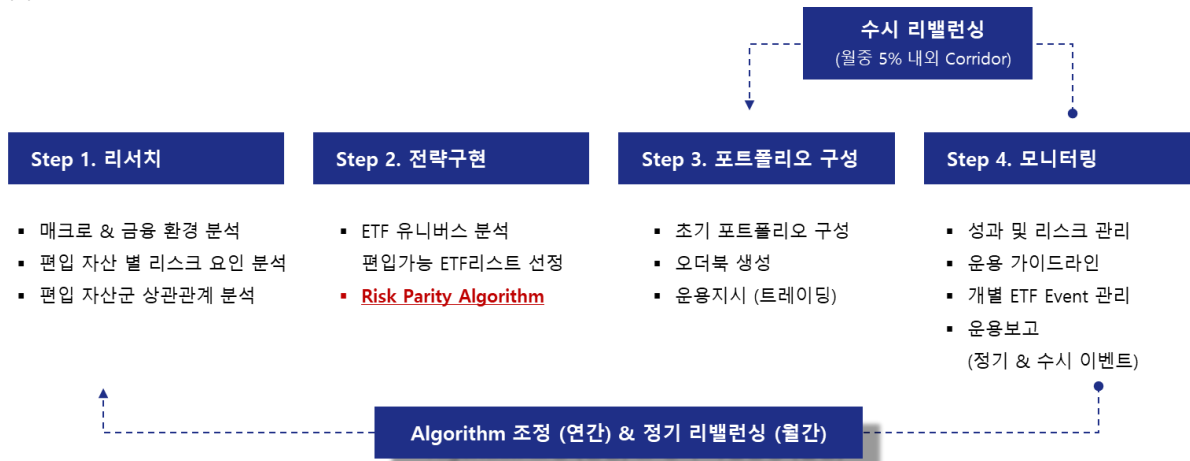 수시 리밸런싱
(월중 5% 내외 Corridor)
Step 1. 리서치
▪ 매크로 & 금융 환경 분석
▪ 편입 자산 별 리스크 요인 분석
▪ 편입 자산군 상관관계 분석
Step 2. 전략구현
▪ ETF 유니버스 분석
편입가능 ETF리스트 선정
▪ Risk Parity Algorithm
Step 3. 포트폴리오 구성
▪ 초기 포트폴리오 구성
▪ 오더북 생성
▪ 운용지시 (트레이딩)
Step 4. 모니터링
▪ 성과 및 리스크 관리
▪ 운용 가이드라인
▪ 개별 ETF Event 관리
▪ 운용보고
(정기 & 수시 이벤트)
Algorithm 조정 (연간) & 정기 리밸런싱 (월간)